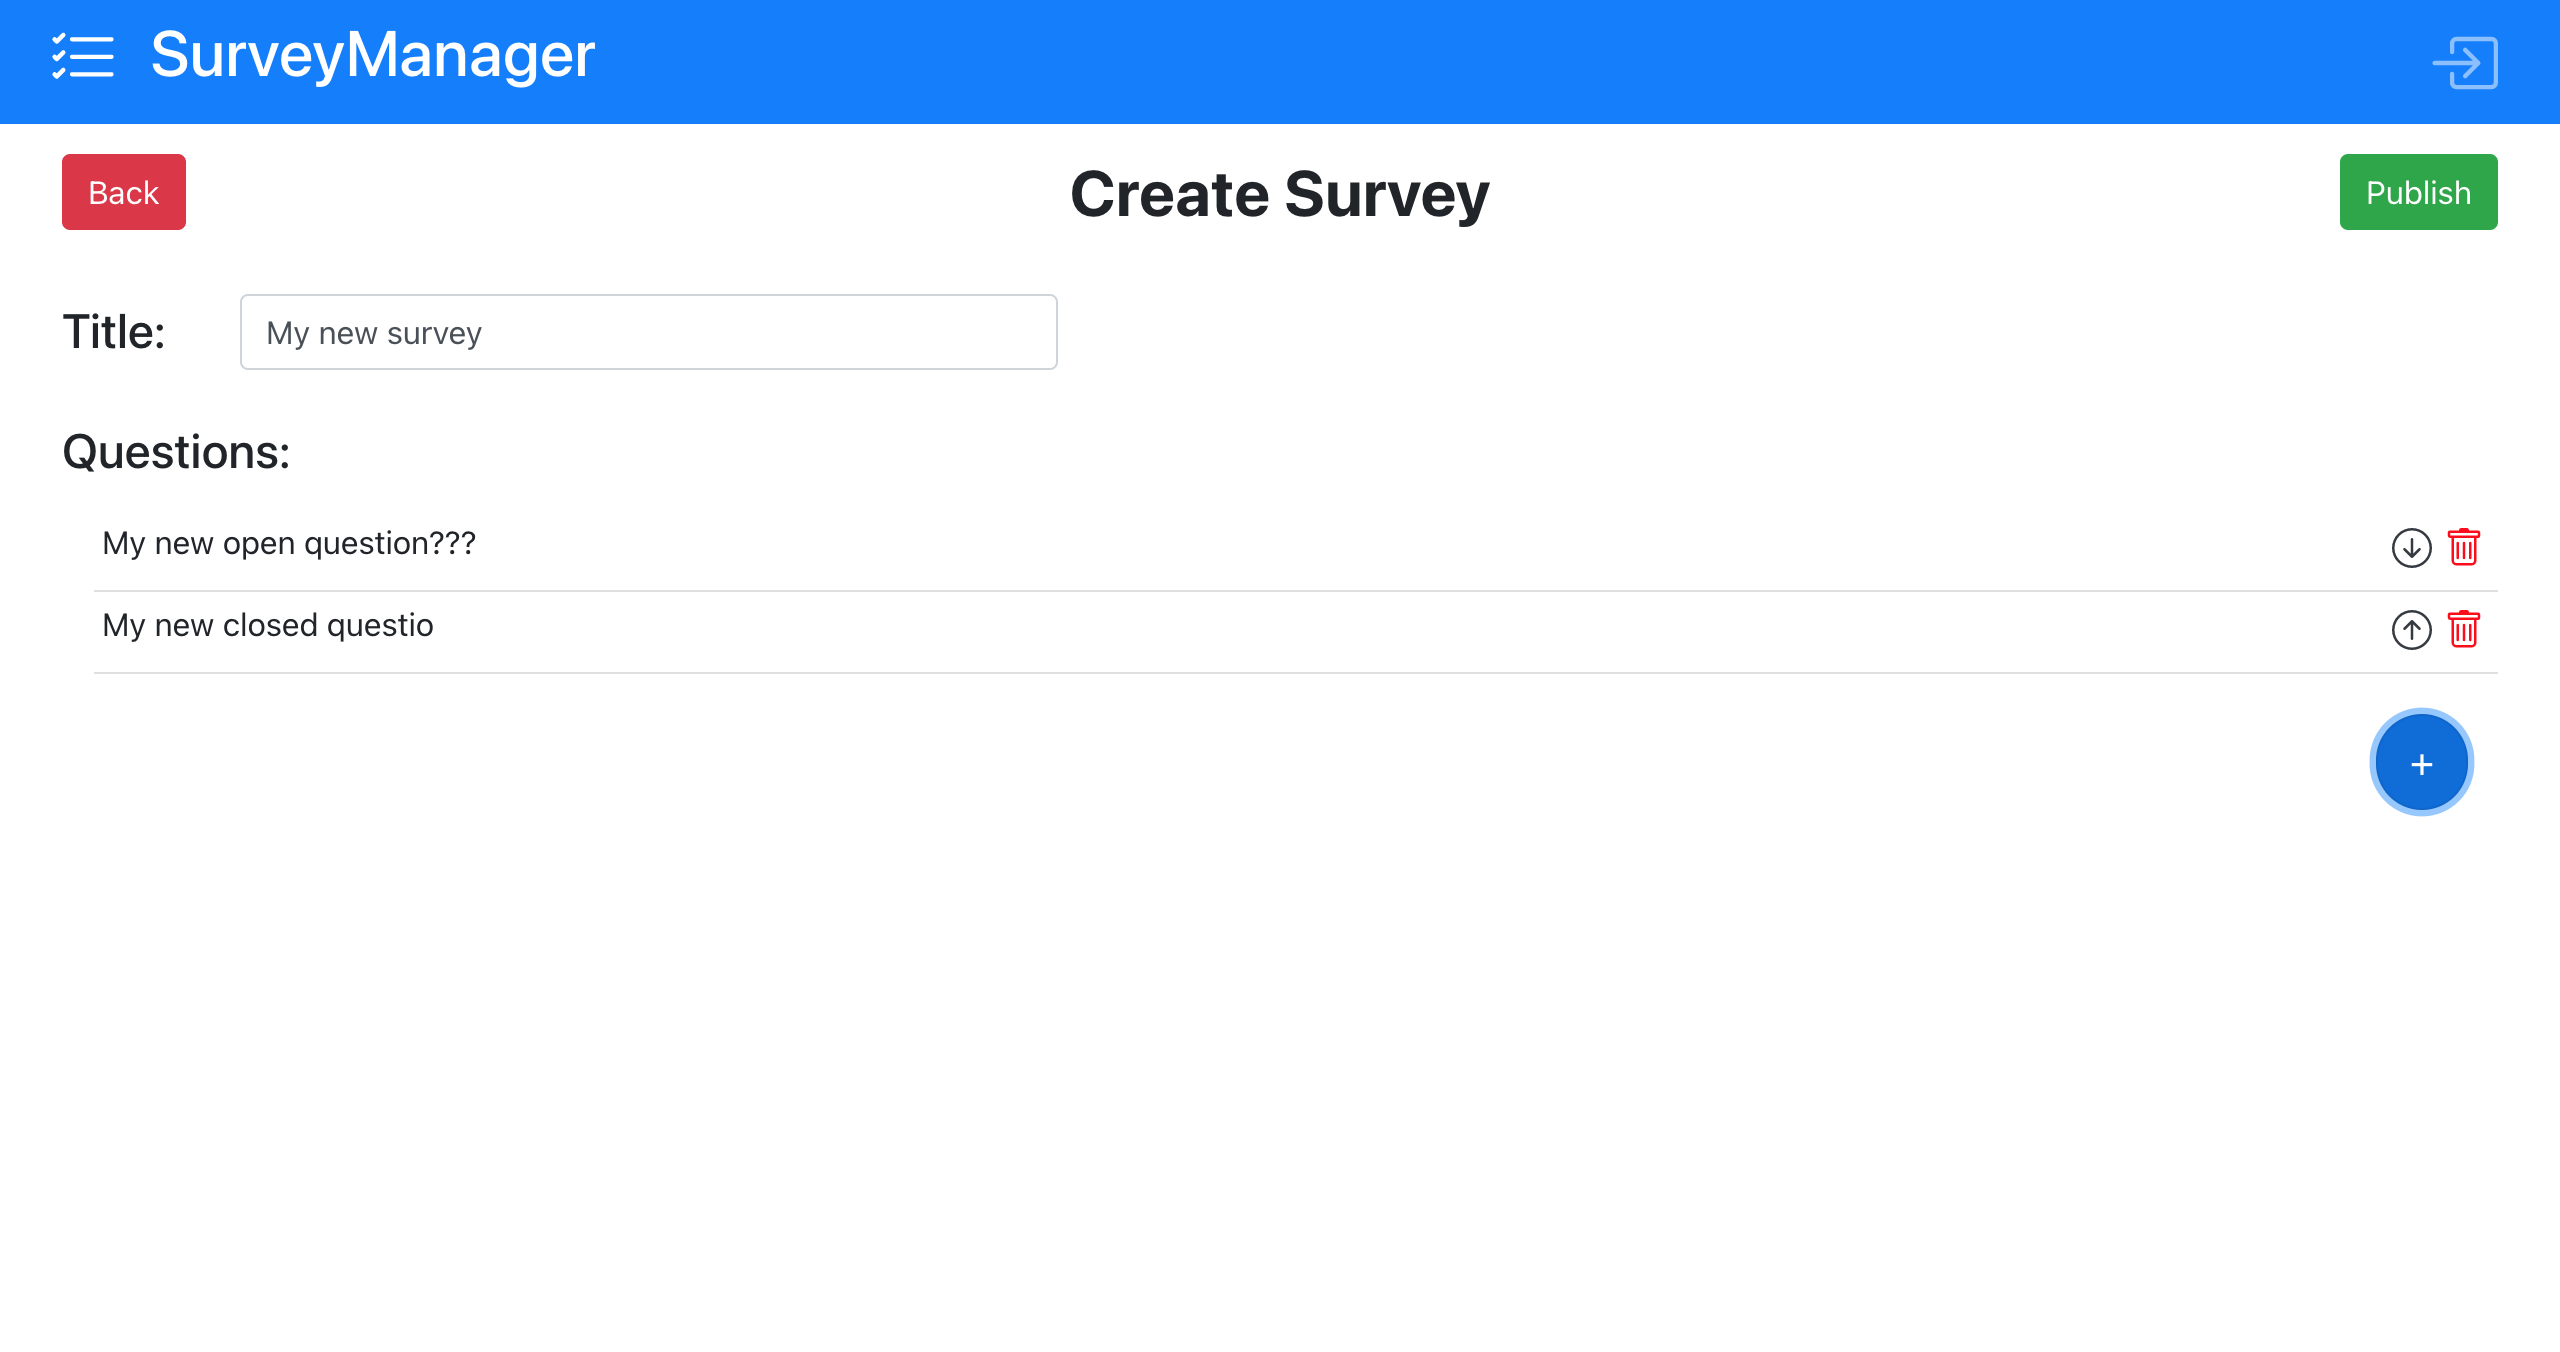 SurveyManager
Back
Create Survey
Publish
Title:
My new survey
Questions:
My new open question???
My new closed questio
+